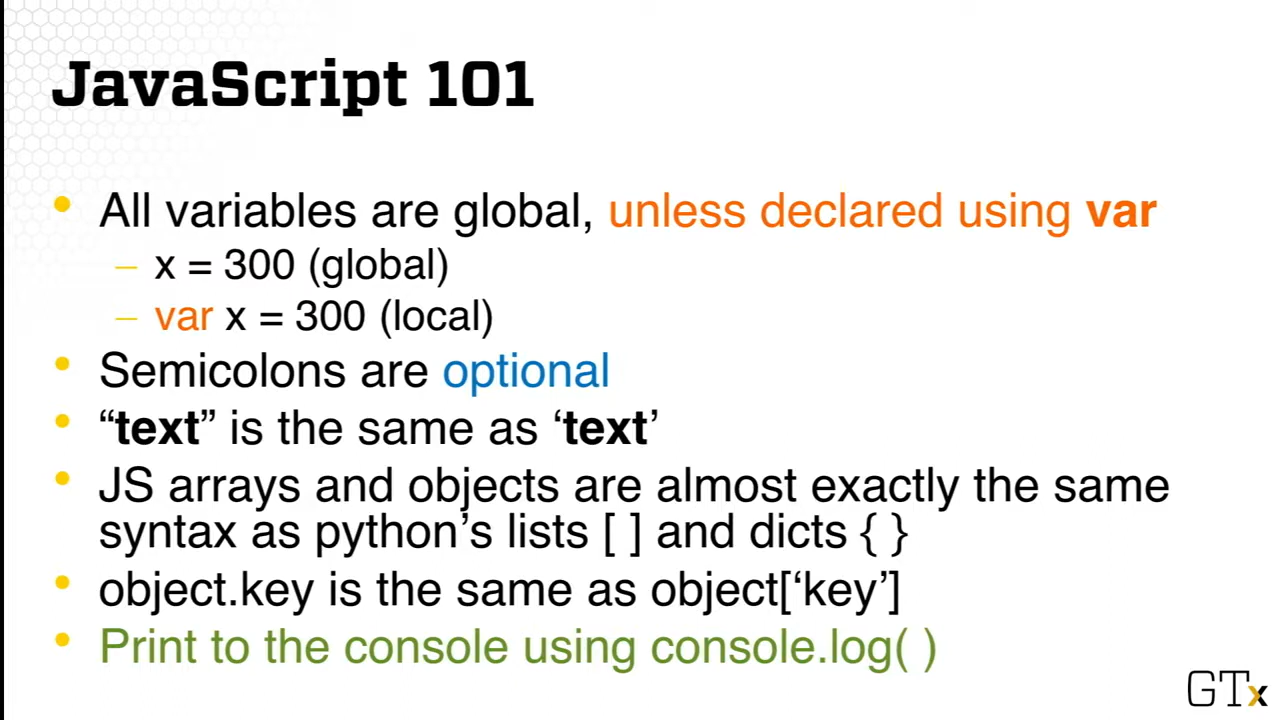 JavaScript 101
• All variables are global, unless declared using var
– x = 300 (global)
– var x = 300 (local)
• Semicolons are optional
• “text” is the same as ‘text’
• JS arrays and objects are almost exactly the same
syntax as python’s lists [ ] and dicts { }
• object.key is the same as object[‘key’]
• Print to the console using console.log( )
GTx